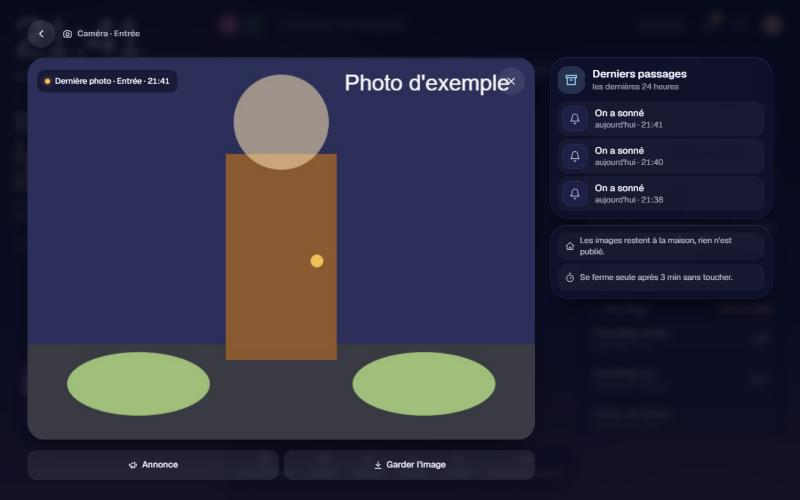 Caméra · Entrée
Dernière photo · Entrée · 21:41
Photo d'exemple
Annonce
Garder l'image
Derniers passages
les dernières 24 heures
On a sonné
aujourd'hui · 21:41
On a sonné
aujourd'hui · 21:40
On a sonné
aujourd'hui · 21:38
Les images restent à la maison, rien n'est
publié.
Se ferme seule après 3 min sans toucher.